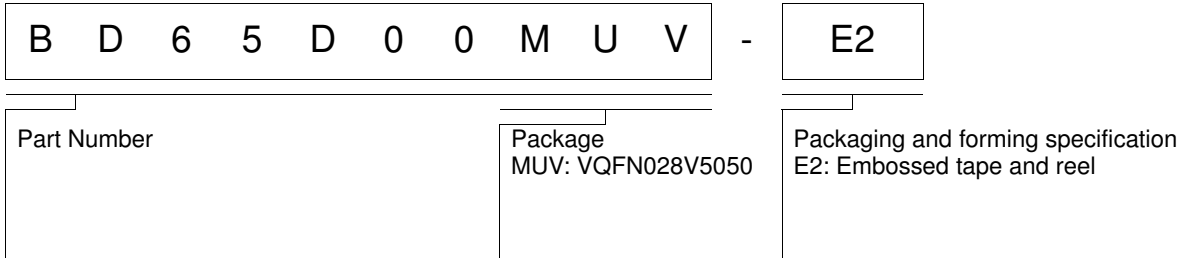 B D 6 5 D 0 0 M U V - E2
Part Number
Package
MUV: VQFN028V5050
Packaging and forming specification
E2: Embossed tape and reel